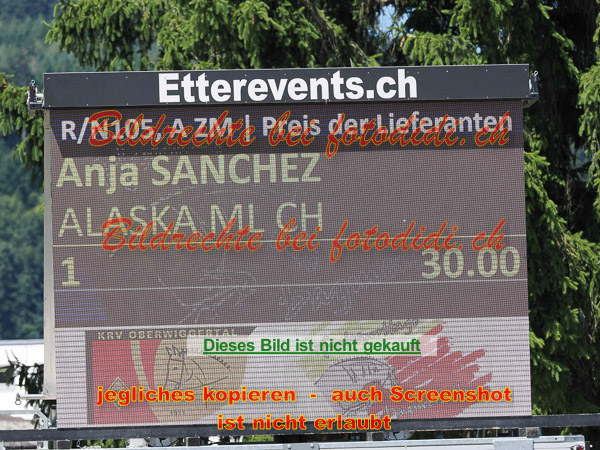 Etterevents.ch
R/N105, A ZM, Preis der Lieferanten
Bildrechte bei fotodidi.ch
Anja SANCHEZ
ALASKA ML CH
Bildrechte bei fotodidi.ch
1 30.00
KRV OBERWIGGERTAL
Dieses Bild ist nicht gekauft
jegliches kopieren - auch Screenshot
ist nicht erlaubt